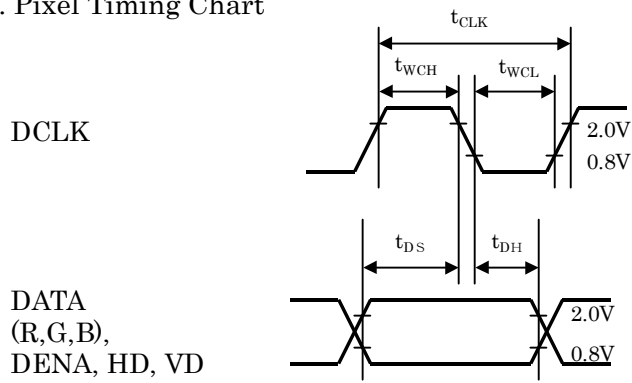 . Pixel Timing Chart
tCLK
tWCH tWCL
DCLK
2.0V
0.8V
tDS tDH
DATA
(R,G,B),
DENA, HD, VD
2.0V
0.8V